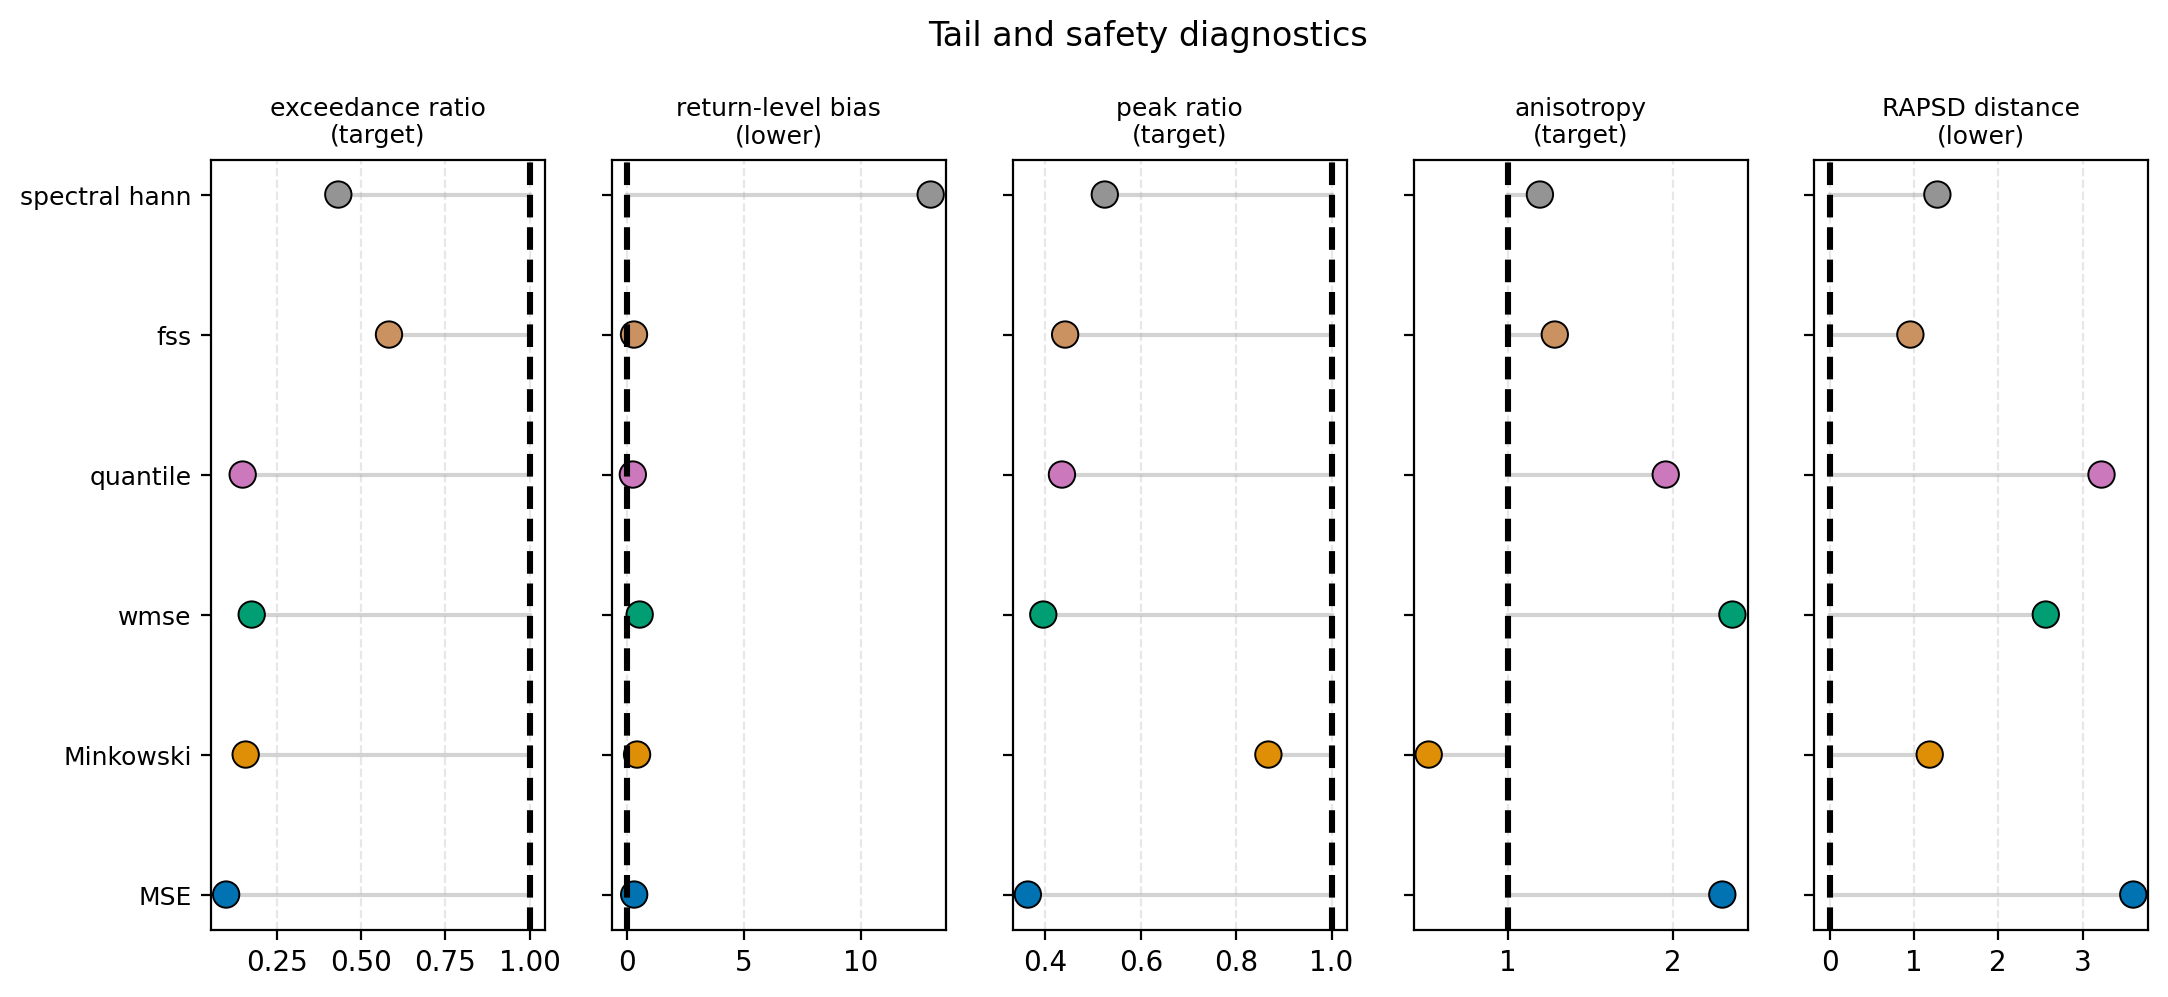 Tail and safety diagnostics
exceedance ratio
(target)
return-level bias
(lower)
peak ratio
(target)
anisotropy
(target)
RAPSD distance
(lower)
spectral hann
fss
quantile
wmse
Minkowski
MSE
0.25 0.50 0.75 1.00
0 5 10
0.4 0.6 0.8 1.0
1 2
0 1 2 3